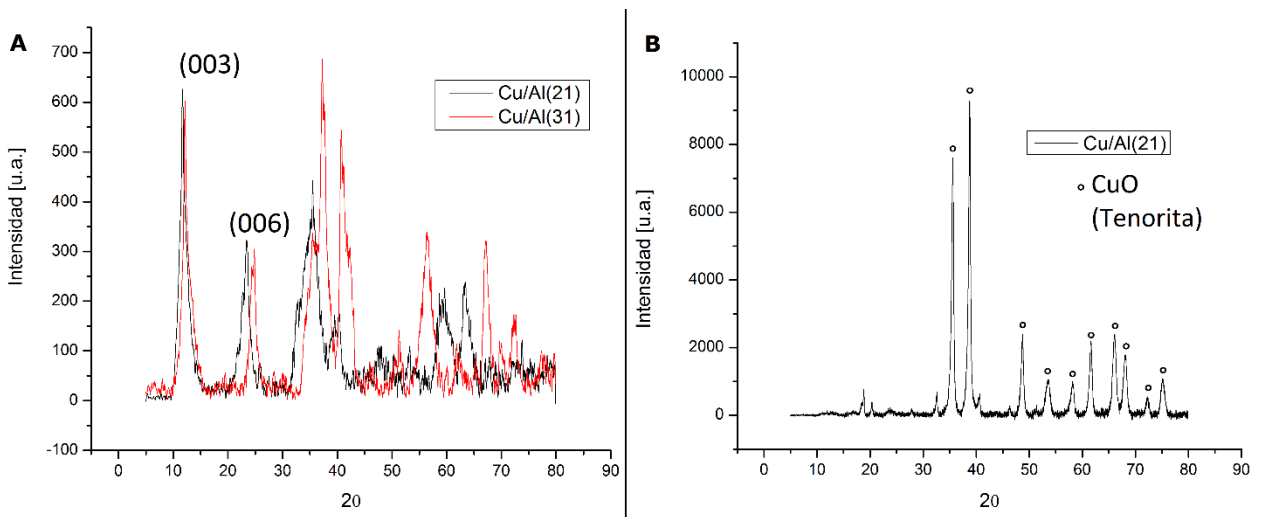 A
(003)
(006)
Cu/Al(21)
Cu/Al(31)
Intensidad [u.a.]
700
600
500
400
300
200
100
0
-100
0 10 20 30 40 50 60 70 80 90
2θ
B
Cu/Al(21)
CuO
(Tenorita)
Intensidad [u.a.]
10000
8000
6000
4000
2000
0
0 10 20 30 40 50 60 70 80 90
2θ